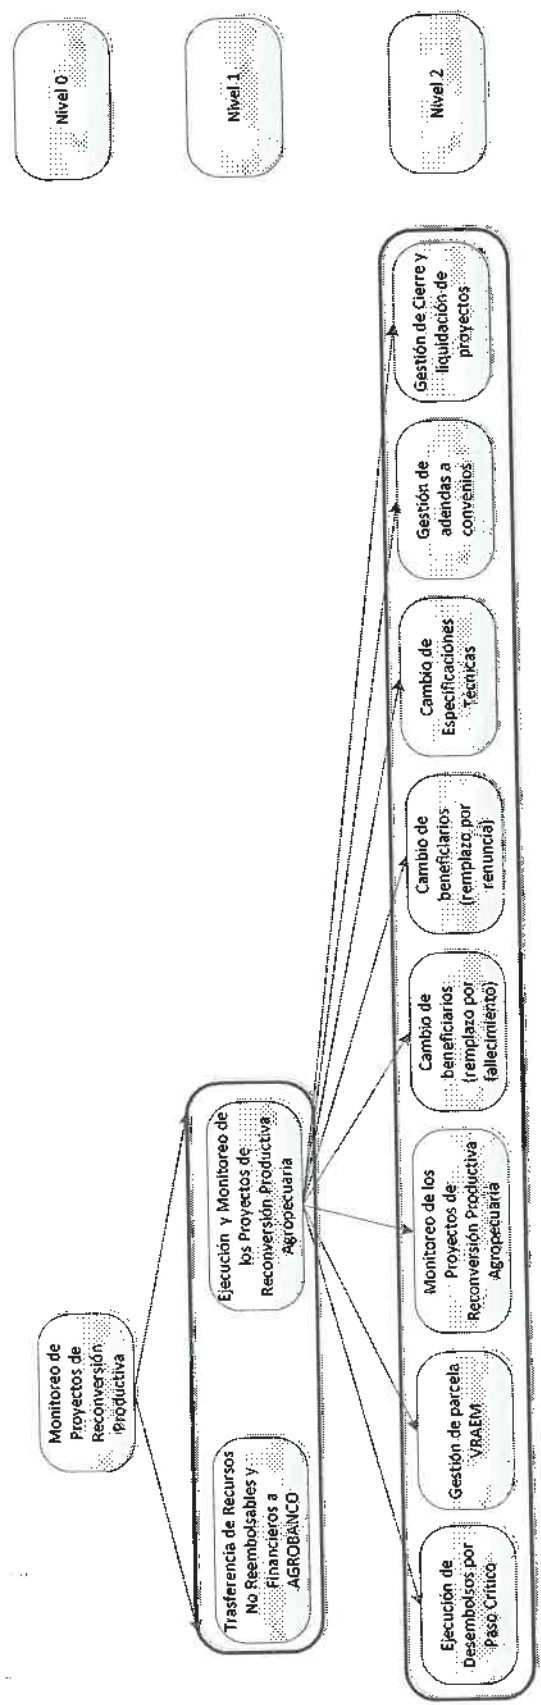 Monitoreo de
Proyectos de
Reconversión
Productiva
Nivel 0
Trasferencia de Recursos
No Reembolsables y
Financieros a
AGROBANCO
Ejecución y Monitoreo de
los Proyectos de
Reconversión Productiva
Agropecuaria
Nivel 1
Ejecución de
Desembolsos por
Paso Crítico
Gestión de parcela
VRAEM
Monitoreo de los
Proyectos de
Reconversión Productiva
Agropecuaria
Cambio de
beneficiarios
(remplazo por
fallecimiento)
Cambio de
beneficiarios
(remplazo por
renuncia)
Cambio de
Especificaciones
Técnicas
Gestión de
adendas a
convenios
Gestión de Cierre y
liquidación de
proyectos
Nivel 2